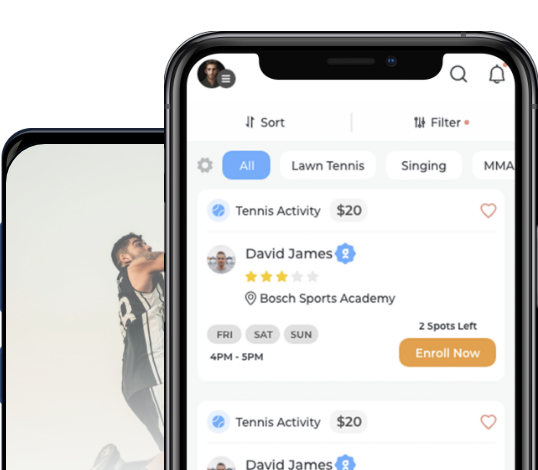 Sort
Filter
All Lawn Tennis Singing MMA
Tennis Activity $20
David James
Bosch Sports Academy
FRI SAT SUN
2 Spots Left
4PM - 5PM
Enroll Now
Tennis Activity $20
David James